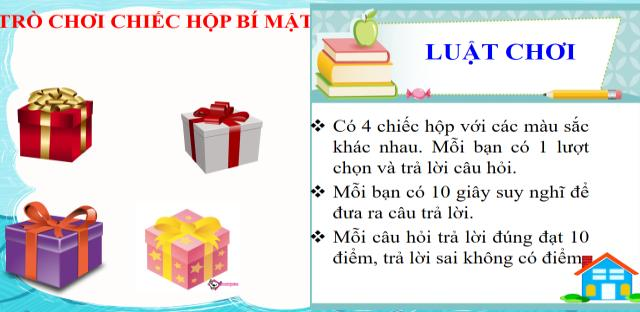 TRÒ CHƠI CHIẾC HỘP BÍ MẬT
LUẬT CHƠI
❖ Có 4 chiếc hộp với các màu sắc
khác nhau. Mỗi bạn có 1 lượt
chọn và trả lời câu hỏi.
❖ Mỗi bạn có 10 giây suy nghĩ để
đưa ra câu trả lời.
❖ Mỗi câu hỏi trả lời đúng đạt 10
điểm, trả lời sai không có điểm.